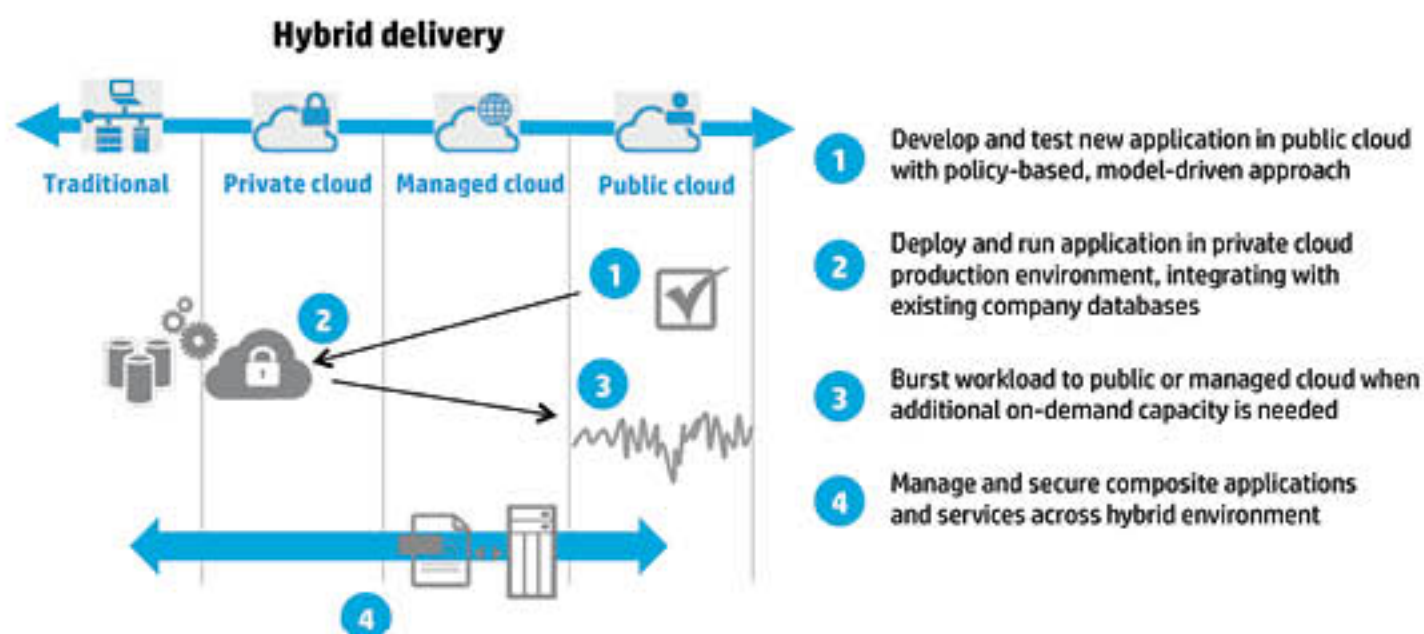 Hybrid delivery
Traditional
Private cloud
Managed cloud
Public cloud
1
2
3
4
1
Develop and test new application in public cloud
with policy-based, model-driven approach
2
Deploy and run application in private cloud
production environment, integrating with
existing company databases
3
Burst workload to public or managed cloud when
additional on-demand capacity is needed
4
Manage and secure composite applications
and services across hybrid environment